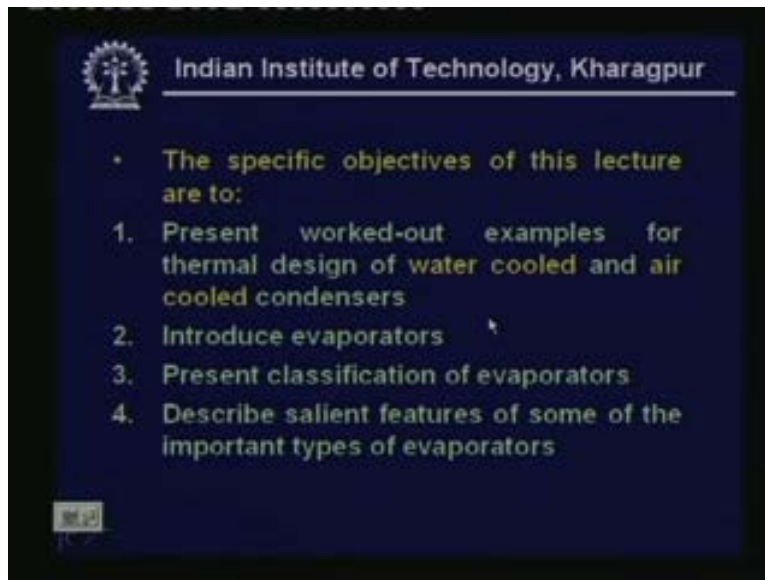 Indian Institute of Technology, Kharagpur
• The specific objectives of this lecture
are to:
1. Present worked-out examples for
thermal design of water cooled and air
cooled condensers
2. Introduce evaporators
3. Present classification of evaporators
4. Describe salient features of some of the
important types of evaporators